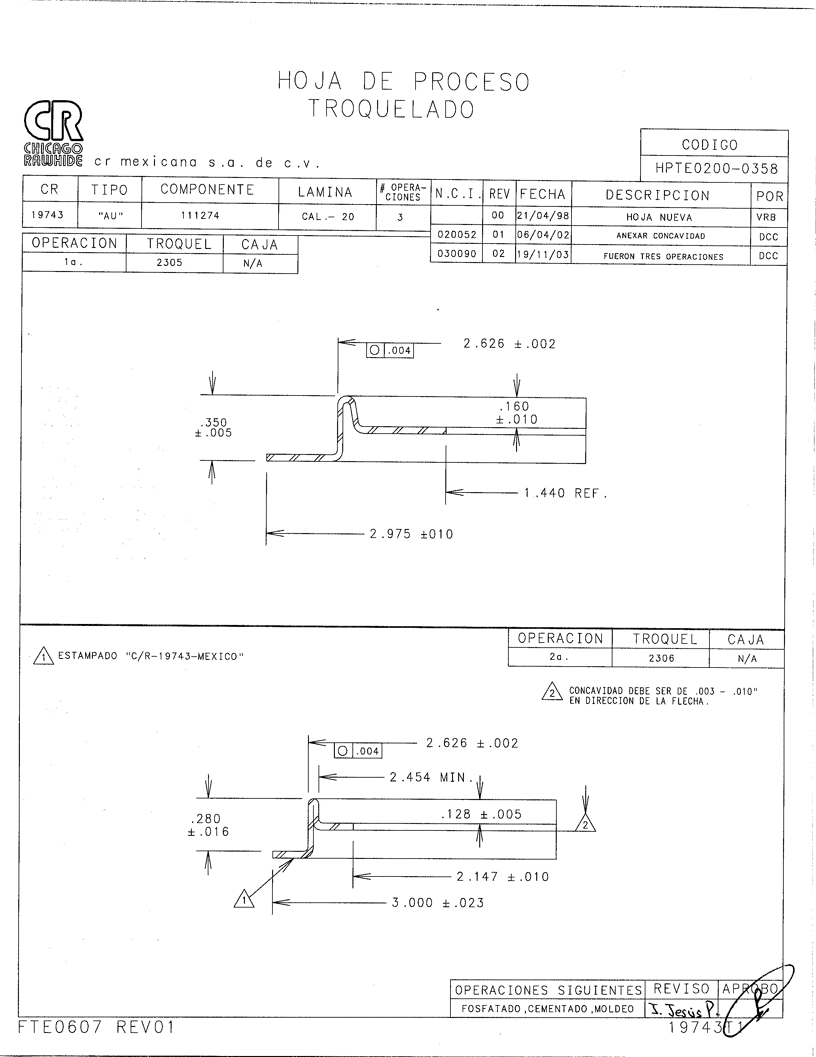 HOJA DE PROCESO
TROQUELADO
CR
CHICAGO
RAWHIDE
cr mexicana s.a. de c.v.
CODIGO
HPTE0200-0358
CR TIPO COMPONENTE LAMINA # OPERA-CIONES N.C.I. REV FECHA DESCRIPCION POR
19743 "AU" 111274 CAL.- 20 3 00 21/04/98 HOJA NUEVA VRB
020052 01 06/04/02 ANEXAR CONCAVIDAD DCC
030090 02 19/11/03 FUERON TRES OPERACIONES DCC
OPERACION TROQUEL CAJA
1a. 2305 N/A
2.626 ±.002
.004
.160
±.010
.350
±.005
1.440 REF.
2.975 ±010
OPERACION TROQUEL CAJA
2a. 2306 N/A
1 ESTAMPADO "C/R-19743-MEXICO"
2 CONCAVIDAD DEBE SER DE .003 - .010"
EN DIRECCION DE LA FLECHA.
2.626 ±.002
.004
2.454 MIN.
.128 ±.005
.280
±.016
2
2.147 ±.010
1
3.000 ±.023
OPERACIONES SIGUIENTES REVISO APROBO
FOSFATADO,CEMENTADO,MOLDEO I. Jesús P.
FTE0607 REV01
19743T1